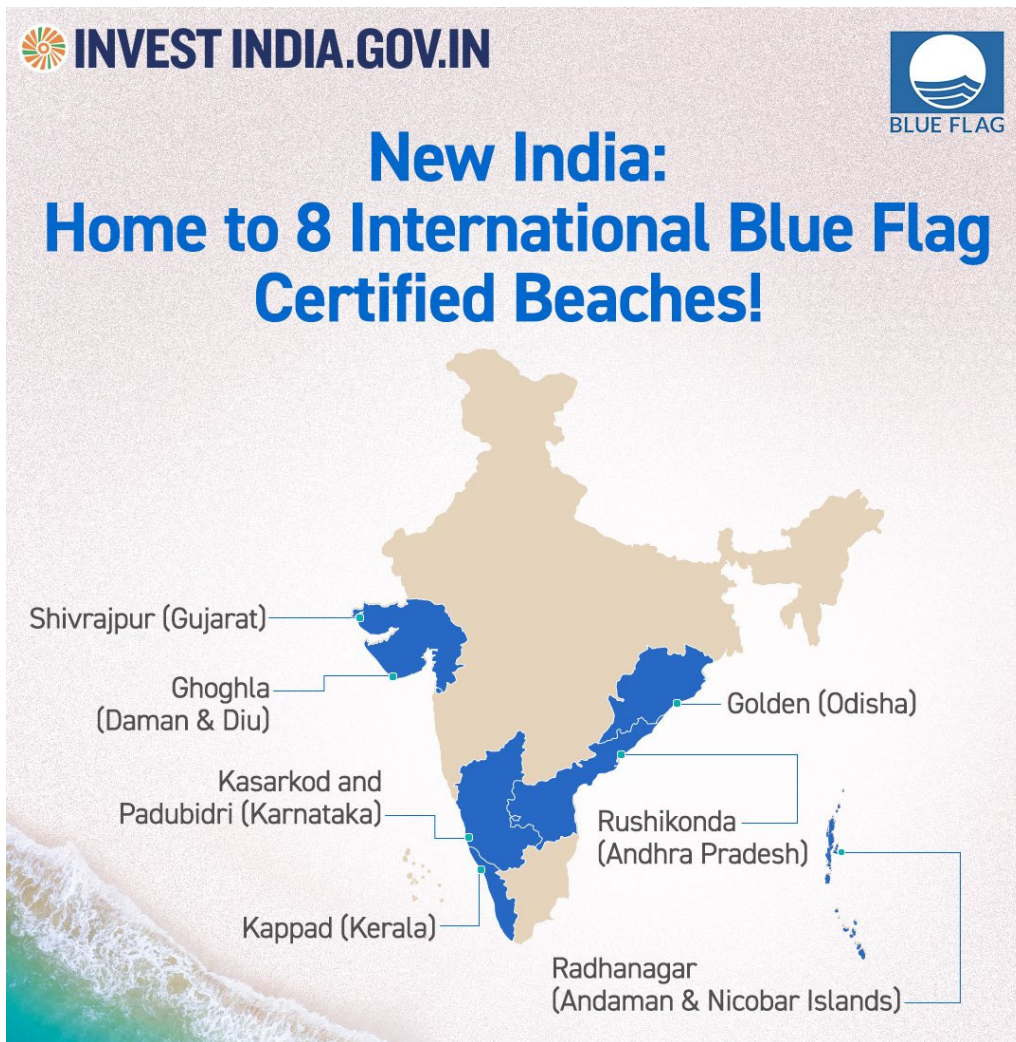 INVEST INDIA.GOV.IN
BLUE FLAG
New India:
Home to 8 International Blue Flag
Certified Beaches!
Shivrajpur (Gujarat)
Ghoghla
(Daman & Diu)
Golden (Odisha)
Kasarkod and
Padubidri (Karnataka)
Rushikonda
(Andhra Pradesh)
Kappad (Kerala)
Radhanagar
(Andaman & Nicobar Islands)